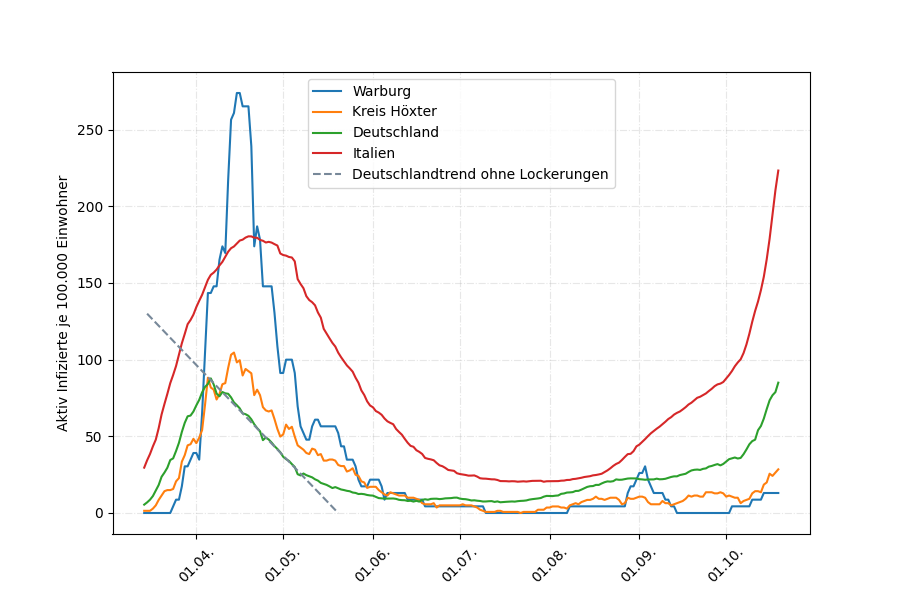 Warburg
Kreis Höxter
Deutschland
Italien
Deutschlandtrend ohne Lockerungen
Aktiv Infizierte je 100.000 Einwohner
250
200
150
100
50
0
01.04.
01.05.
01.06.
01.07.
01.08.
01.09.
01.10.